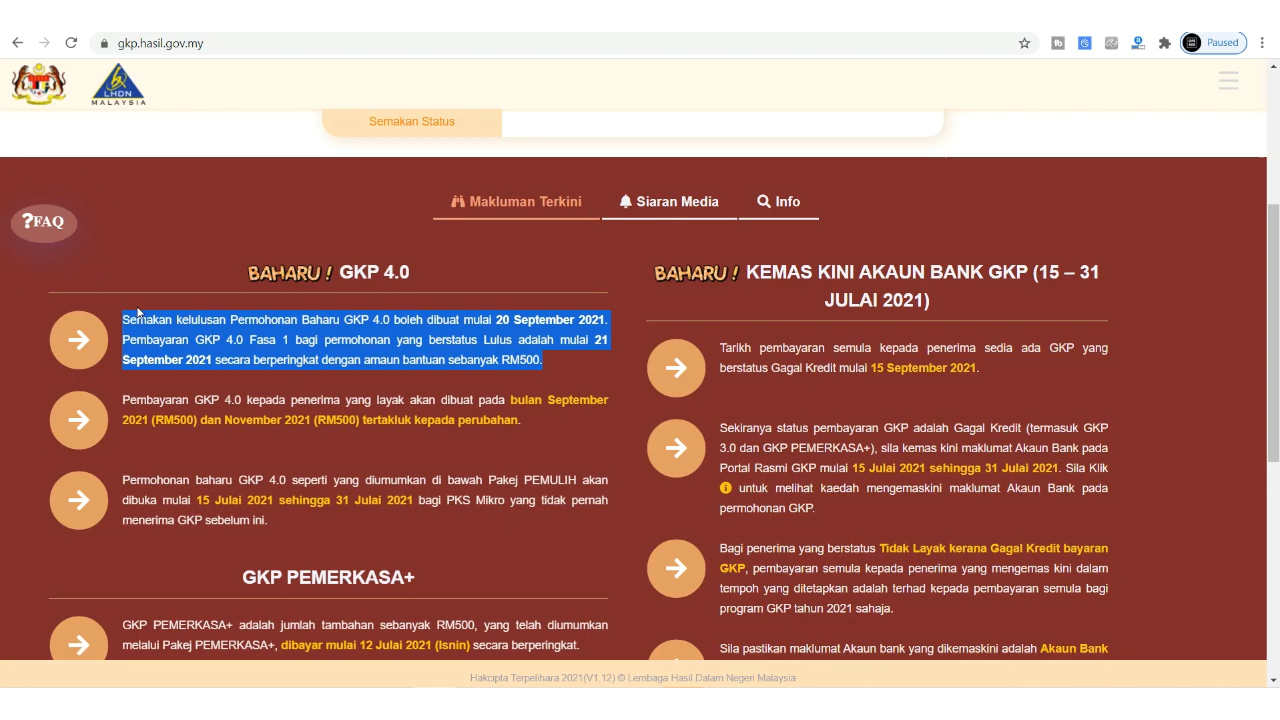 gkp.hasil.gov.my
Paused
LHDN
MALAYSIA
Semakan Status
Makluman Terkini
Siaran Media
Info
?FAQ
BAHARU ! GKP 4.0
Semakan kelulusan Permohonan Baharu GKP 4.0 boleh dibuat mulai 20 September 2021.
Pembayaran GKP 4.0 Fasa 1 bagi permohonan yang berstatus Lulus adalah mulai 21
September 2021 secara berperingkat dengan amaun bantuan sebanyak RM500.
Pembayaran GKP 4.0 kepada penerima yang layak akan dibuat pada bulan September
2021 (RM500) dan November 2021 (RM500) tertakluk kepada perubahan.
Permohonan baharu GKP 4.0 seperti yang diumumkan di bawah Pakej PEMULIH akan
dibuka mulai 15 Julai 2021 sehingga 31 Julai 2021 bagi PKS Mikro yang tidak pernah
menerima GKP sebelum ini.
GKP PEMERKASA+
GKP PEMERKASA+ adalah jumlah tambahan sebanyak RM500, yang telah diumumkan
melalui Pakej PEMERKASA+, dibayar mulai 12 Julai 2021 (Isnin) secara berperingkat.
BAHARU ! KEMAS KINI AKAUN BANK GKP (15 – 31
JULAI 2021)
Tarikh pembayaran semula kepada penerima sedia ada GKP yang
berstatus Gagal Kredit mulai 15 September 2021.
Sekiranya status pembayaran GKP adalah Gagal Kredit (termasuk GKP
3.0 dan GKP PEMERKASA+), sila kemas kini maklumat Akaun Bank pada
Portal Rasmi GKP mulai 15 Julai 2021 sehingga 31 Julai 2021. Sila Klik
untuk melihat kaedah mengemaskini maklumat Akaun Bank pada
permohonan GKP.
Bagi penerima yang berstatus Tidak Layak kerana Gagal Kredit bayaran
GKP, pembayaran semula kepada penerima yang mengemas kini dalam
tempoh yang ditetapkan adalah terhad kepada pembayaran semula bagi
program GKP tahun 2021 sahaja.
Sila pastikan maklumat Akaun bank yang dikemaskini adalah Akaun Bank
Hakcipta Terpelihara 2021(V1.12) © Lembaga Hasil Dalam Negeri Malaysia